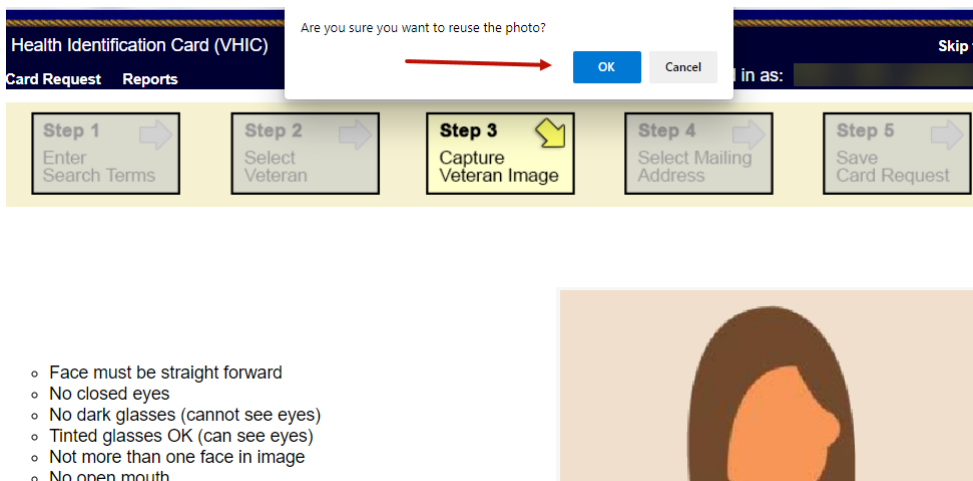 Are you sure you want to reuse the photo?
OK
Cancel
Health Identification Card (VHIC)
Skip
Card Request Reports
in as:
Step 1
Enter
Search Terms
Step 2
Select
Veteran
Step 3
Capture
Veteran Image
Step 4
Select Mailing
Address
Step 5
Save
Card Request
Face must be straight forward
No closed eyes
No dark glasses (cannot see eyes)
Tinted glasses OK (can see eyes)
Not more than one face in image
No open mouth